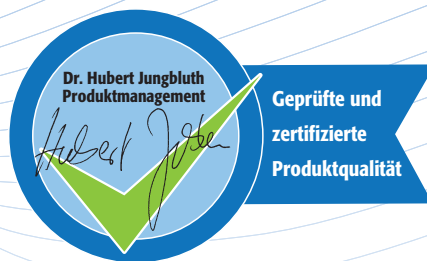 Dr. Hubert Jungbluth
Produktmanagement
Geprüfte und
zertifizierte
Produktqualität